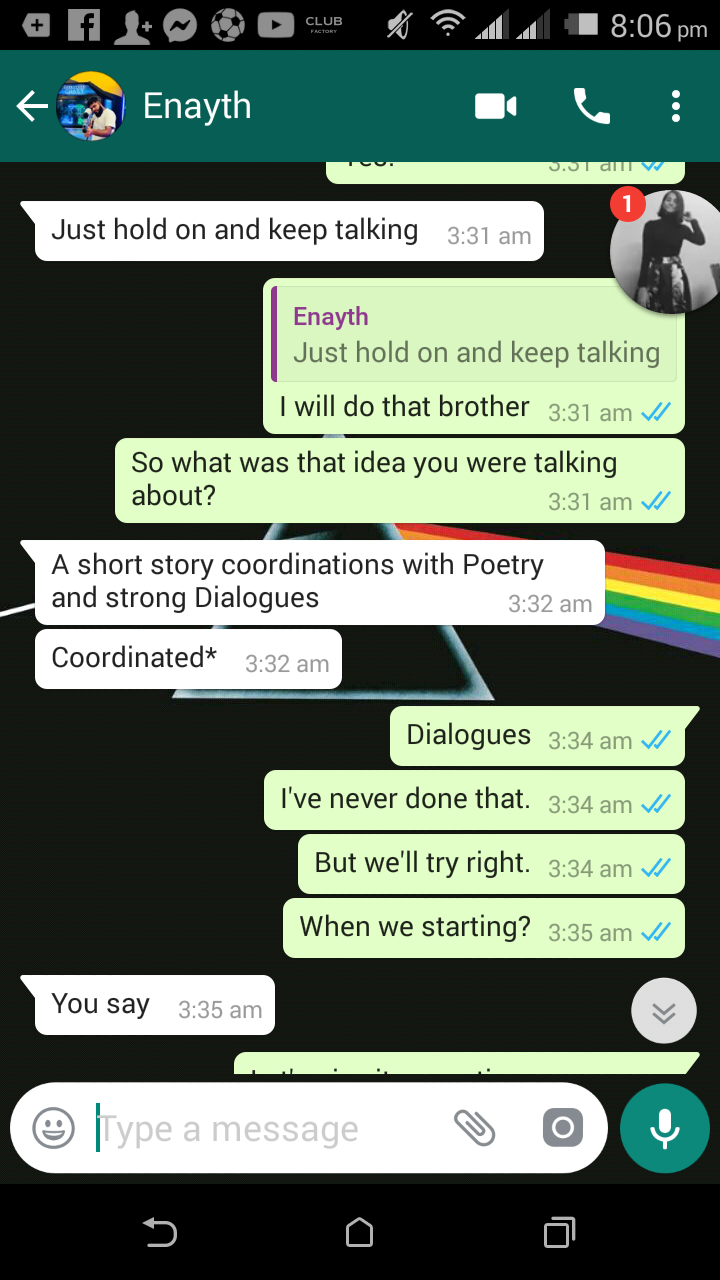 CLUB
FACTORY
8:06 pm
Enayth
3:31 am
1
Just hold on and keep talking 3:31 am
Enayth
Just hold on and keep talking
I will do that brother 3:31 am
So what was that idea you were talking
about? 3:31 am
A short story coordinations with Poetry
and strong Dialogues 3:32 am
Coordinated* 3:32 am
Dialogues 3:34 am
I've never done that. 3:34 am
But we'll try right. 3:34 am
When we starting? 3:35 am
You say 3:35 am
Type a message